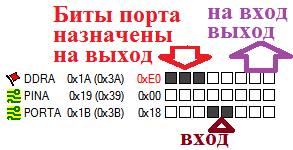 Биты порта
назначены
на выход
на вход
выход
DDRA 0x1A (0x3A) 0xE0
PINA 0x19 (0x39) 0x00
PORTA 0x1B (0x3B) 0x18
вход